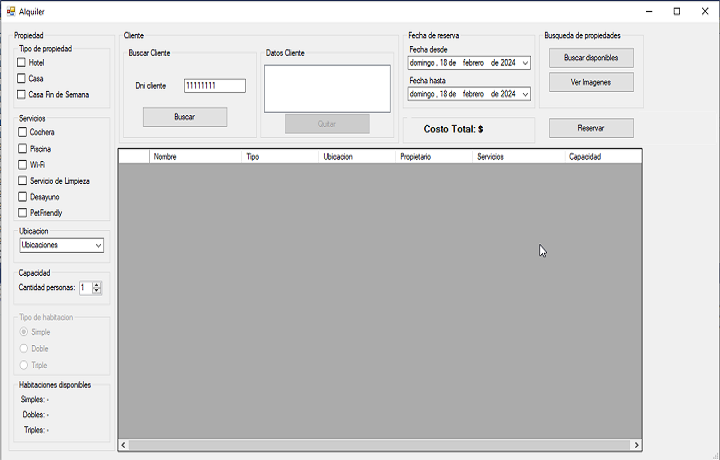 Alquiler
Propiedad
Tipo de propiedad
Hotel
Casa
Casa Fin de Semana
Servicios
Cochera
Piscina
Wi-Fi
Servicio de Limpieza
Desayuno
PetFriendly
Ubicacion
Ubicaciones
Capacidad
Cantidad personas: 1
Tipo de habitacion
Simple
Doble
Triple
Habitaciones disponibles
Simples: -
Dobles: -
Triples: -
Cliente
Buscar Cliente
Dni cliente 11111111
Buscar
Datos Cliente
Quitar
Fecha de reserva
Fecha desde
domingo , 18 de febrero de 2024
Fecha hasta
domingo , 18 de febrero de 2024
Costo Total: $
Busqueda de propiedades
Buscar disponibles
Ver Imagenes
Reservar
Nombre Tipo Ubicacion Propietario Servicios Capacidad